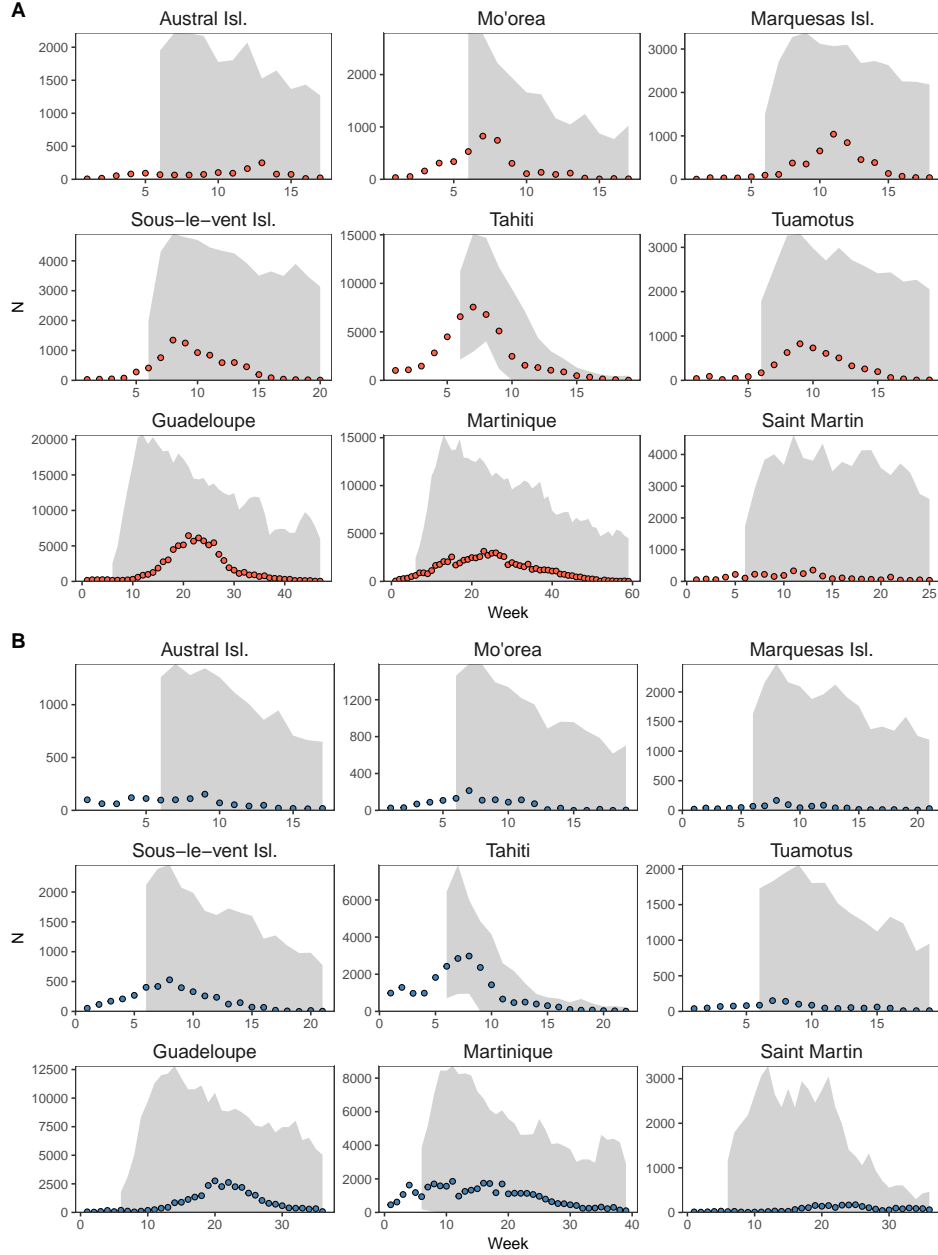 A
Austral Isl. Mo'orea Marquesas Isl.
2000 1500 1000 500 0
5 10 15
2000 1000 0
5 10 15
3000 2000 1000 0
5 10 15
Sous−le−vent Isl. Tahiti Tuamotus
4000 3000 2000 1000 0
5 10 15 20
15000 10000 5000 0
5 10 15
3000 2000 1000 0
5 10 15
N
Guadeloupe Martinique Saint Martin
20000 15000 10000 5000 0
0 10 20 30 40
15000 10000 5000 0
0 20 40 60
4000 3000 2000 1000 0
0 5 10 15 20 25
Week
B
Austral Isl. Mo'orea Marquesas Isl.
1000 500 0
5 10 15
1200 800 400 0
5 10 15
2000 1500 1000 500 0
0 5 10 15 20
Sous−le−vent Isl. Tahiti Tuamotus
2000 1500 1000 500 0
0 5 10 15 20
6000 4000 2000 0
0 5 10 15 20
2000 1500 1000 500 0
5 10 15
N
Guadeloupe Martinique Saint Martin
12500 10000 7500 5000 2500 0
0 10 20 30
8000 6000 4000 2000 0
0 10 20 30 40
3000 2000 1000 0
0 10 20 30
Week